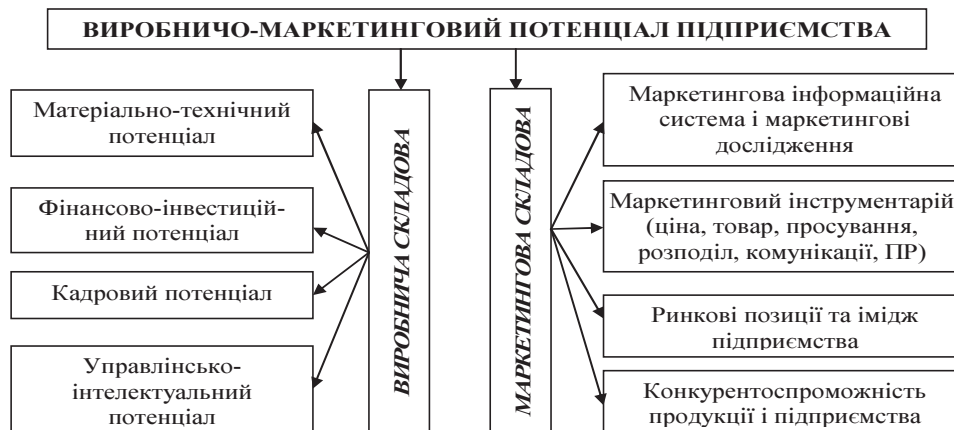 ВИРОБНИЧО-МАРКЕТИНГОВИЙ ПОТЕНЦІАЛ ПІДПРИЄМСТВА
Матеріально-технічний
потенціал
Фінансово-інвестицій-
ний потенціал
Кадровий потенціал
Управлінсько-
інтелектуальний
потенціал
ВИРОБНИЧА СКЛАДОВА
МАРКЕТИНГОВА СКЛАДОВА
Маркетингова інформаційна
система і маркетингові
дослідження
Маркетинговий інструментарій
(ціна, товар, просування,
розподіл, комунікації, ПР)
Ринкові позиції та імідж
підприємства
Конкурентоспроможність
продукції і підприємства